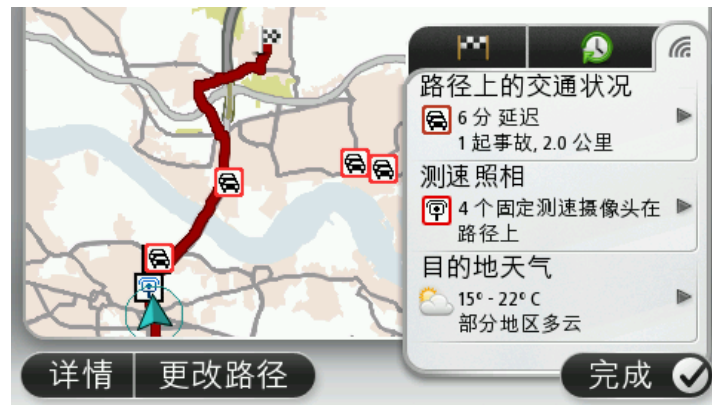 路径上的交通状况
6 分 延迟
1 起事故, 2.0 公里
测速照相
4 个固定测速摄像头在
路径上
目的地天气
15° - 22° C
部分地区多云
详情
更改路径
完成